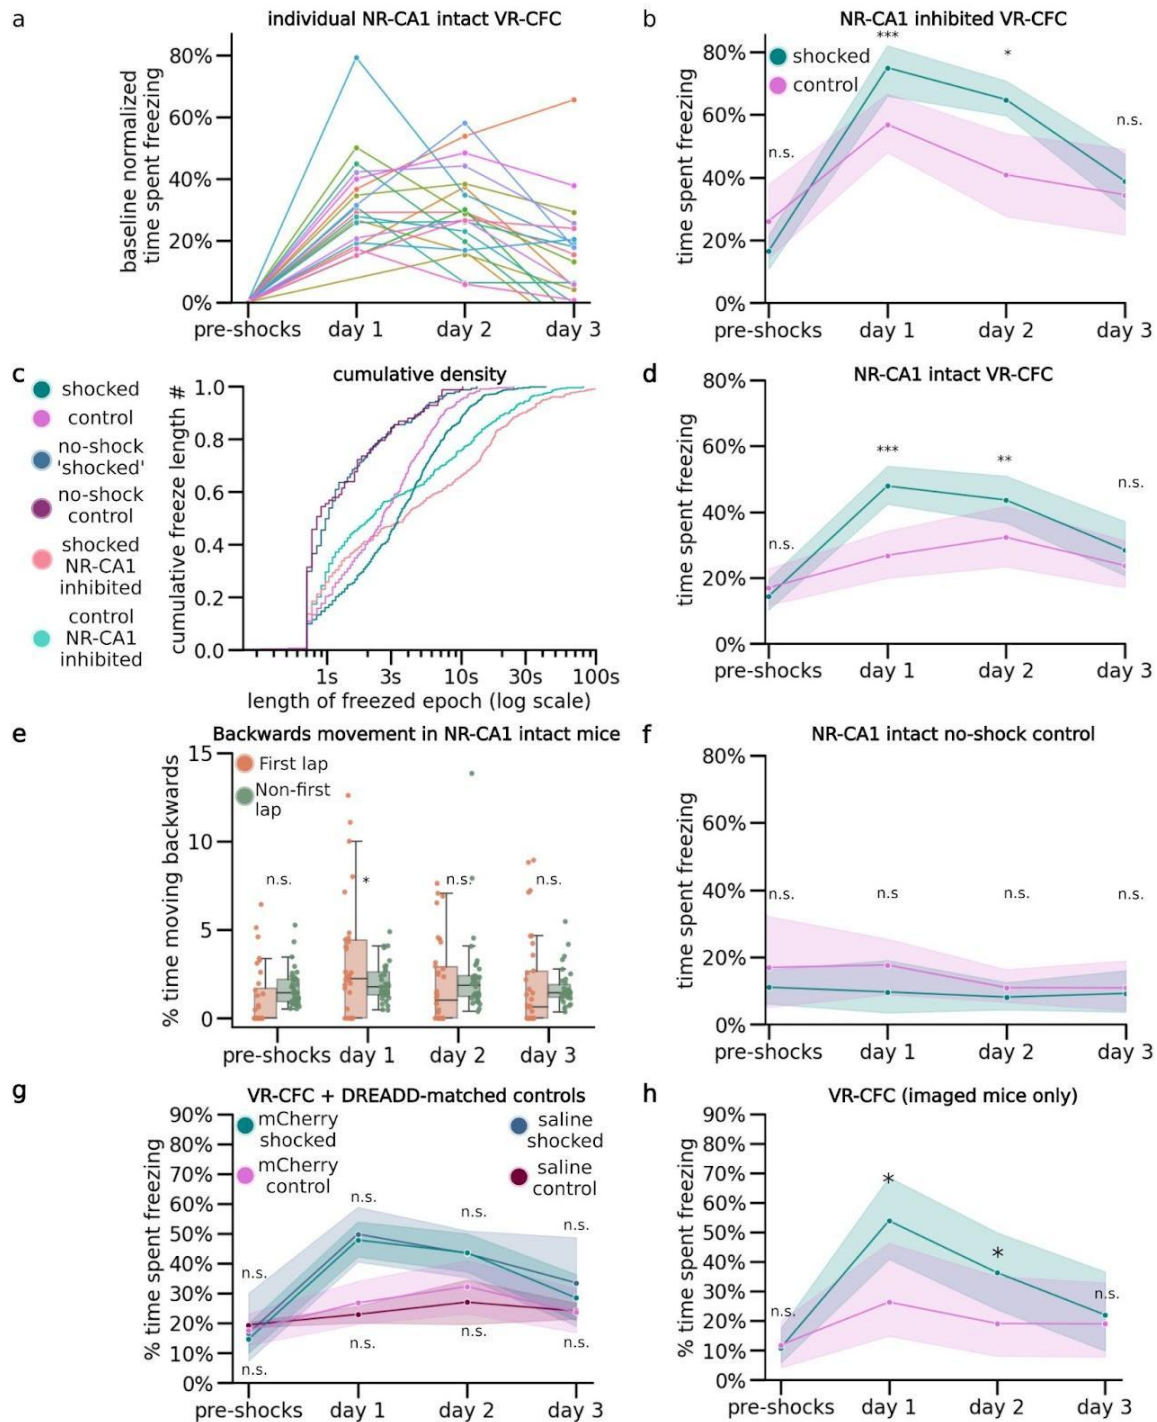 a
individual NR-CA1 intact VR-CFC
baseline normalized
time spent freezing
80%
60%
40%
20%
0%
pre-shocks day 1 day 2 day 3
b
NR-CA1 inhibited VR-CFC
time spent freezing
80%
60%
40%
20%
0%
shocked
control
***
*
n.s.
n.s.
pre-shocks day 1 day 2 day 3
c
shocked
control
no-shock
'shocked'
no-shock
control
shocked
NR-CA1
inhibited
control
NR-CA1
inhibited
cumulative density
cumulative freeze length #
1.0
0.8
0.6
0.4
0.2
0.0
1s 3s 10s 30s 100s
length of freezed epoch (log scale)
d
NR-CA1 intact VR-CFC
time spent freezing
80%
60%
40%
20%
0%
n.s.
***
**
n.s.
pre-shocks day 1 day 2 day 3
e
Backwards movement in NR-CA1 intact mice
% time moving backwards
15
10
5
0
First lap
Non-first
lap
n.s.
*
n.s.
n.s.
pre-shocks day 1 day 2 day 3
f
NR-CA1 intact no-shock control
time spent freezing
80%
60%
40%
20%
0%
n.s.
n.s
n.s.
n.s.
pre-shocks day 1 day 2 day 3
g
VR-CFC + DREADD-matched controls
% time spent freezing
90%
80%
70%
60%
50%
40%
30%
20%
10%
0%
mCherry
shocked
mCherry
control
saline
shocked
saline
control
n.s.
n.s.
n.s.
n.s.
n.s.
n.s.
n.s.
n.s.
pre-shocks day 1 day 2 day 3
h
VR-CFC (imaged mice only)
% time spent freezing
90%
80%
70%
60%
50%
40%
30%
20%
10%
0%
n.s.
*
*
n.s.
pre-shocks day 1 day 2 day 3